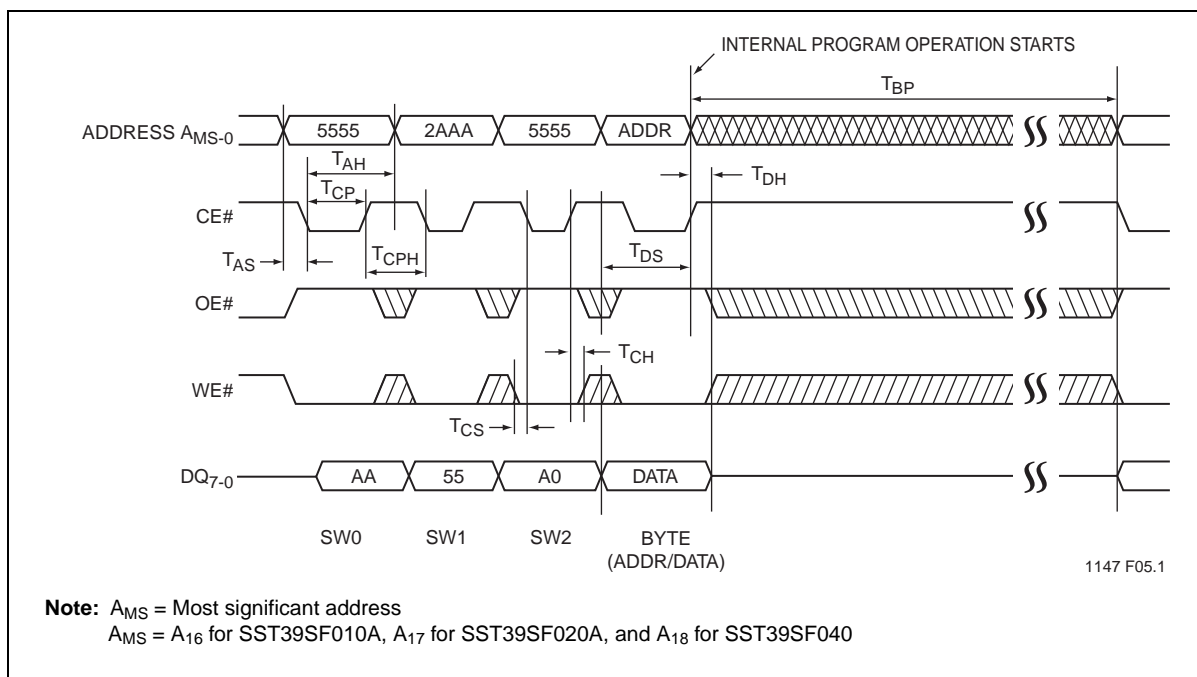 INTERNAL PROGRAM OPERATION STARTS
TBP
ADDRESS AMS-0
5555 2AAA 5555 ADDR
TAH
TDH
TCP
CE#
TAS
TCPH
TDS
OE#
TCH
WE#
TCS
DQ7-0
AA 55 A0 DATA
SW0 SW1 SW2 BYTE
(ADDR/DATA)
1147 F05.1
Note: AMS = Most significant address
AMS = A16 for SST39SF010A, A17 for SST39SF020A, and A18 for SST39SF040